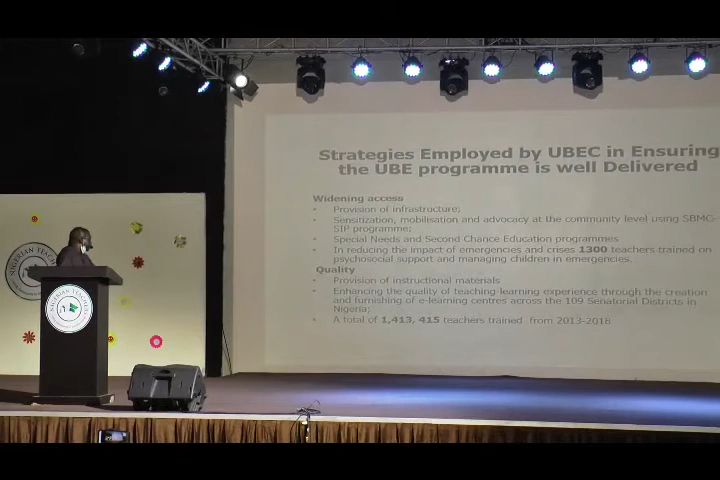 Strategies Employed by UBEC in Ensuring
the UBE programme is well Delivered
Widening access
• Provision of infrastructure;
• Sensitization, mobilisation and advocacy at the community level using SBMC-
SIP programme;
• Special Needs and Second Chance Education programmes
• In reducing the impact of emergencies and crises 1300 teachers trained on
psychosocial support and managing children in emergencies.
Quality
• Provision of instructional materials
• Enhancing the quality of teaching-learning experience through the creation
and furnishing of e-learning centres across the 109 Senatorial Districts in
Nigeria;
• A total of 1,413, 415 teachers trained from 2013-2018
NIGERIAN TEACH
NIGERIAN